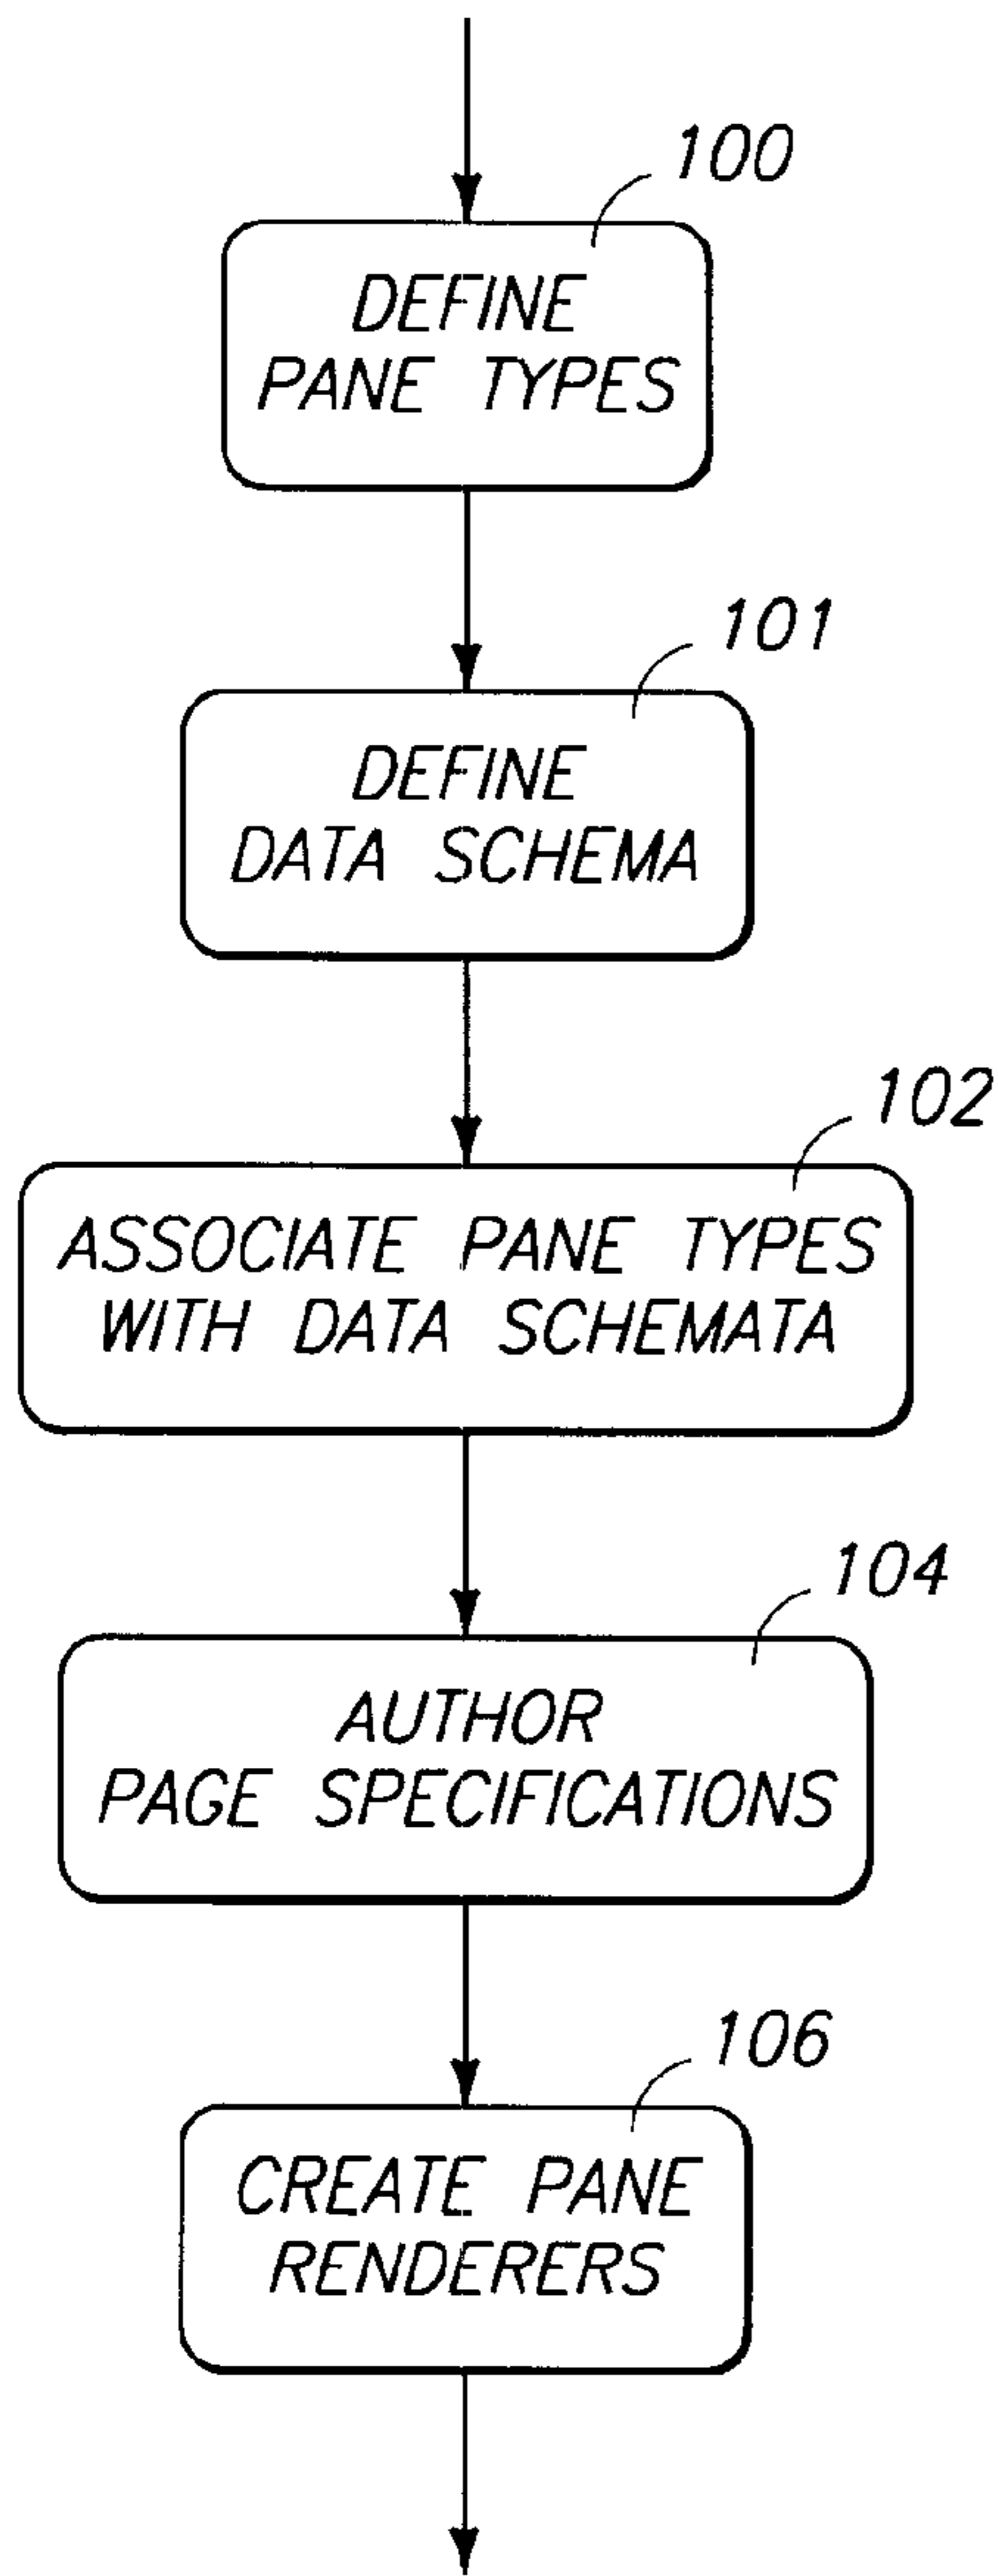 100
DEFINE
PANE TYPES
101
DEFINE
DATA SCHEMA
102
ASSOCIATE PANE TYPES
WITH DATA SCHEMATA
104
AUTHOR
PAGE SPECIFICATIONS
106
CREATE PANE
RENDERERS